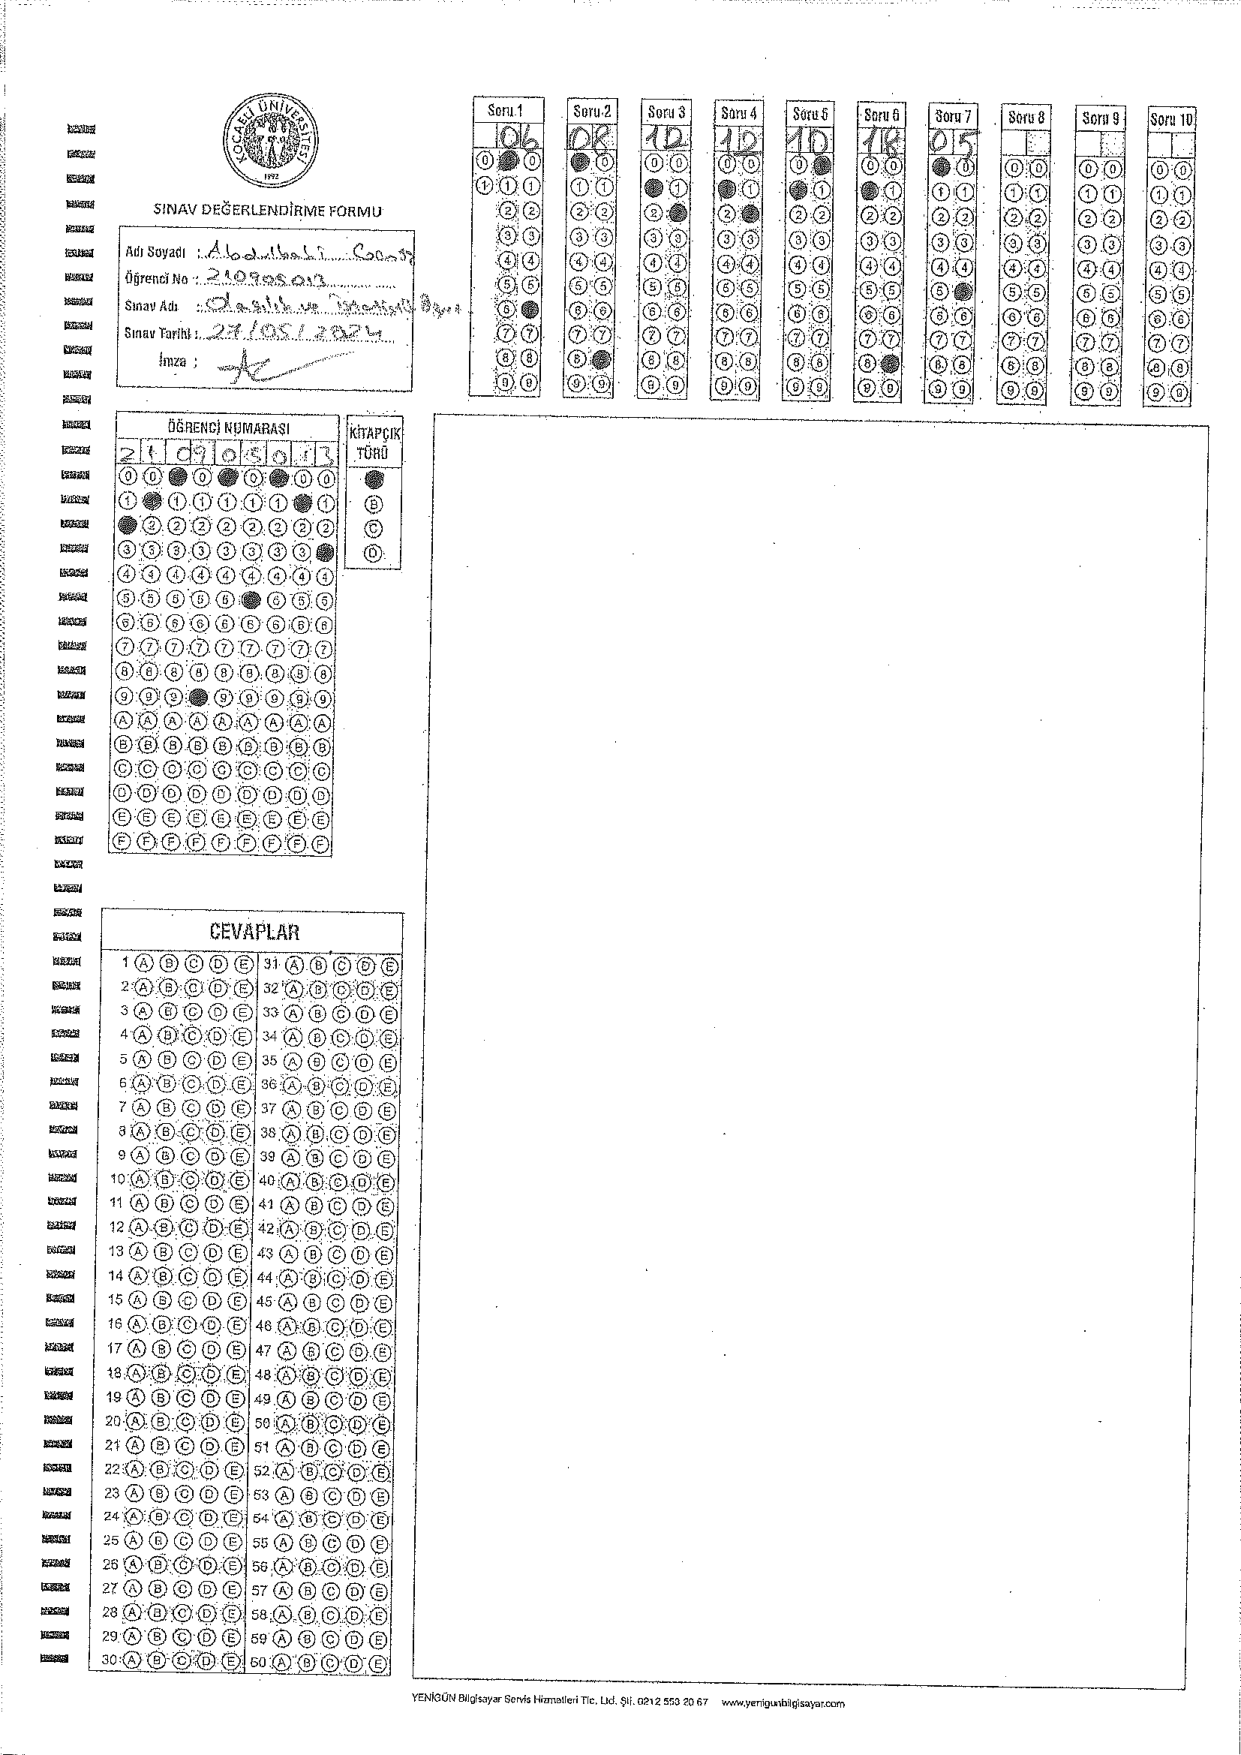 KOCAELİ ÜNİVERSİTESİ
1992
SINAV DEĞERLENDİRME FORMU
Adı Soyadı :
Öğrenci No : 210905013
Sınav Adı : Olasılık ve
Sınav Tarihi : 27/05/2024
İmza :
Soru 1 Soru 2 Soru 3 Soru 4 Soru 5 Soru 6 Soru 7 Soru 8 Soru 9 Soru 10
06 08 12 12 10 18 05
ÖĞRENCİ NUMARASI
2 1 0 9 0 5 0 1 3
KİTAPÇIK
TÜRÜ
B
C
D
CEVAPLAR
1 A B C D E 31 A B C D E
2 A B C D E 32 A B C D E
3 A B C D E 33 A B C D E
4 A B C D E 34 A B C D E
5 A B C D E 35 A B C D E
6 A B C D E 36 A B C D E
7 A B C D E 37 A B C D E
8 A B C D E 38 A B C D E
9 A B C D E 39 A B C D E
10 A B C D E 40 A B C D E
11 A B C D E 41 A B C D E
12 A B C D E 42 A B C D E
13 A B C D E 43 A B C D E
14 A B C D E 44 A B C D E
15 A B C D E 45 A B C D E
16 A B C D E 46 A B C D E
17 A B C D E 47 A B C D E
18 A B C D E 48 A B C D E
19 A B C D E 49 A B C D E
20 A B C D E 50 A B C D E
21 A B C D E 51 A B C D E
22 A B C D E 52 A B C D E
23 A B C D E 53 A B C D E
24 A B C D E 54 A B C D E
25 A B C D E 55 A B C D E
26 A B C D E 56 A B C D E
27 A B C D E 57 A B C D E
28 A B C D E 58 A B C D E
29 A B C D E 59 A B C D E
30 A B C D E 60 A B C D E
YENİGÜN Bilgisayar Servis Hizmetleri Tic. Ltd. Şti. 0212 553 20 67 www.yenigunbilgisayar.com